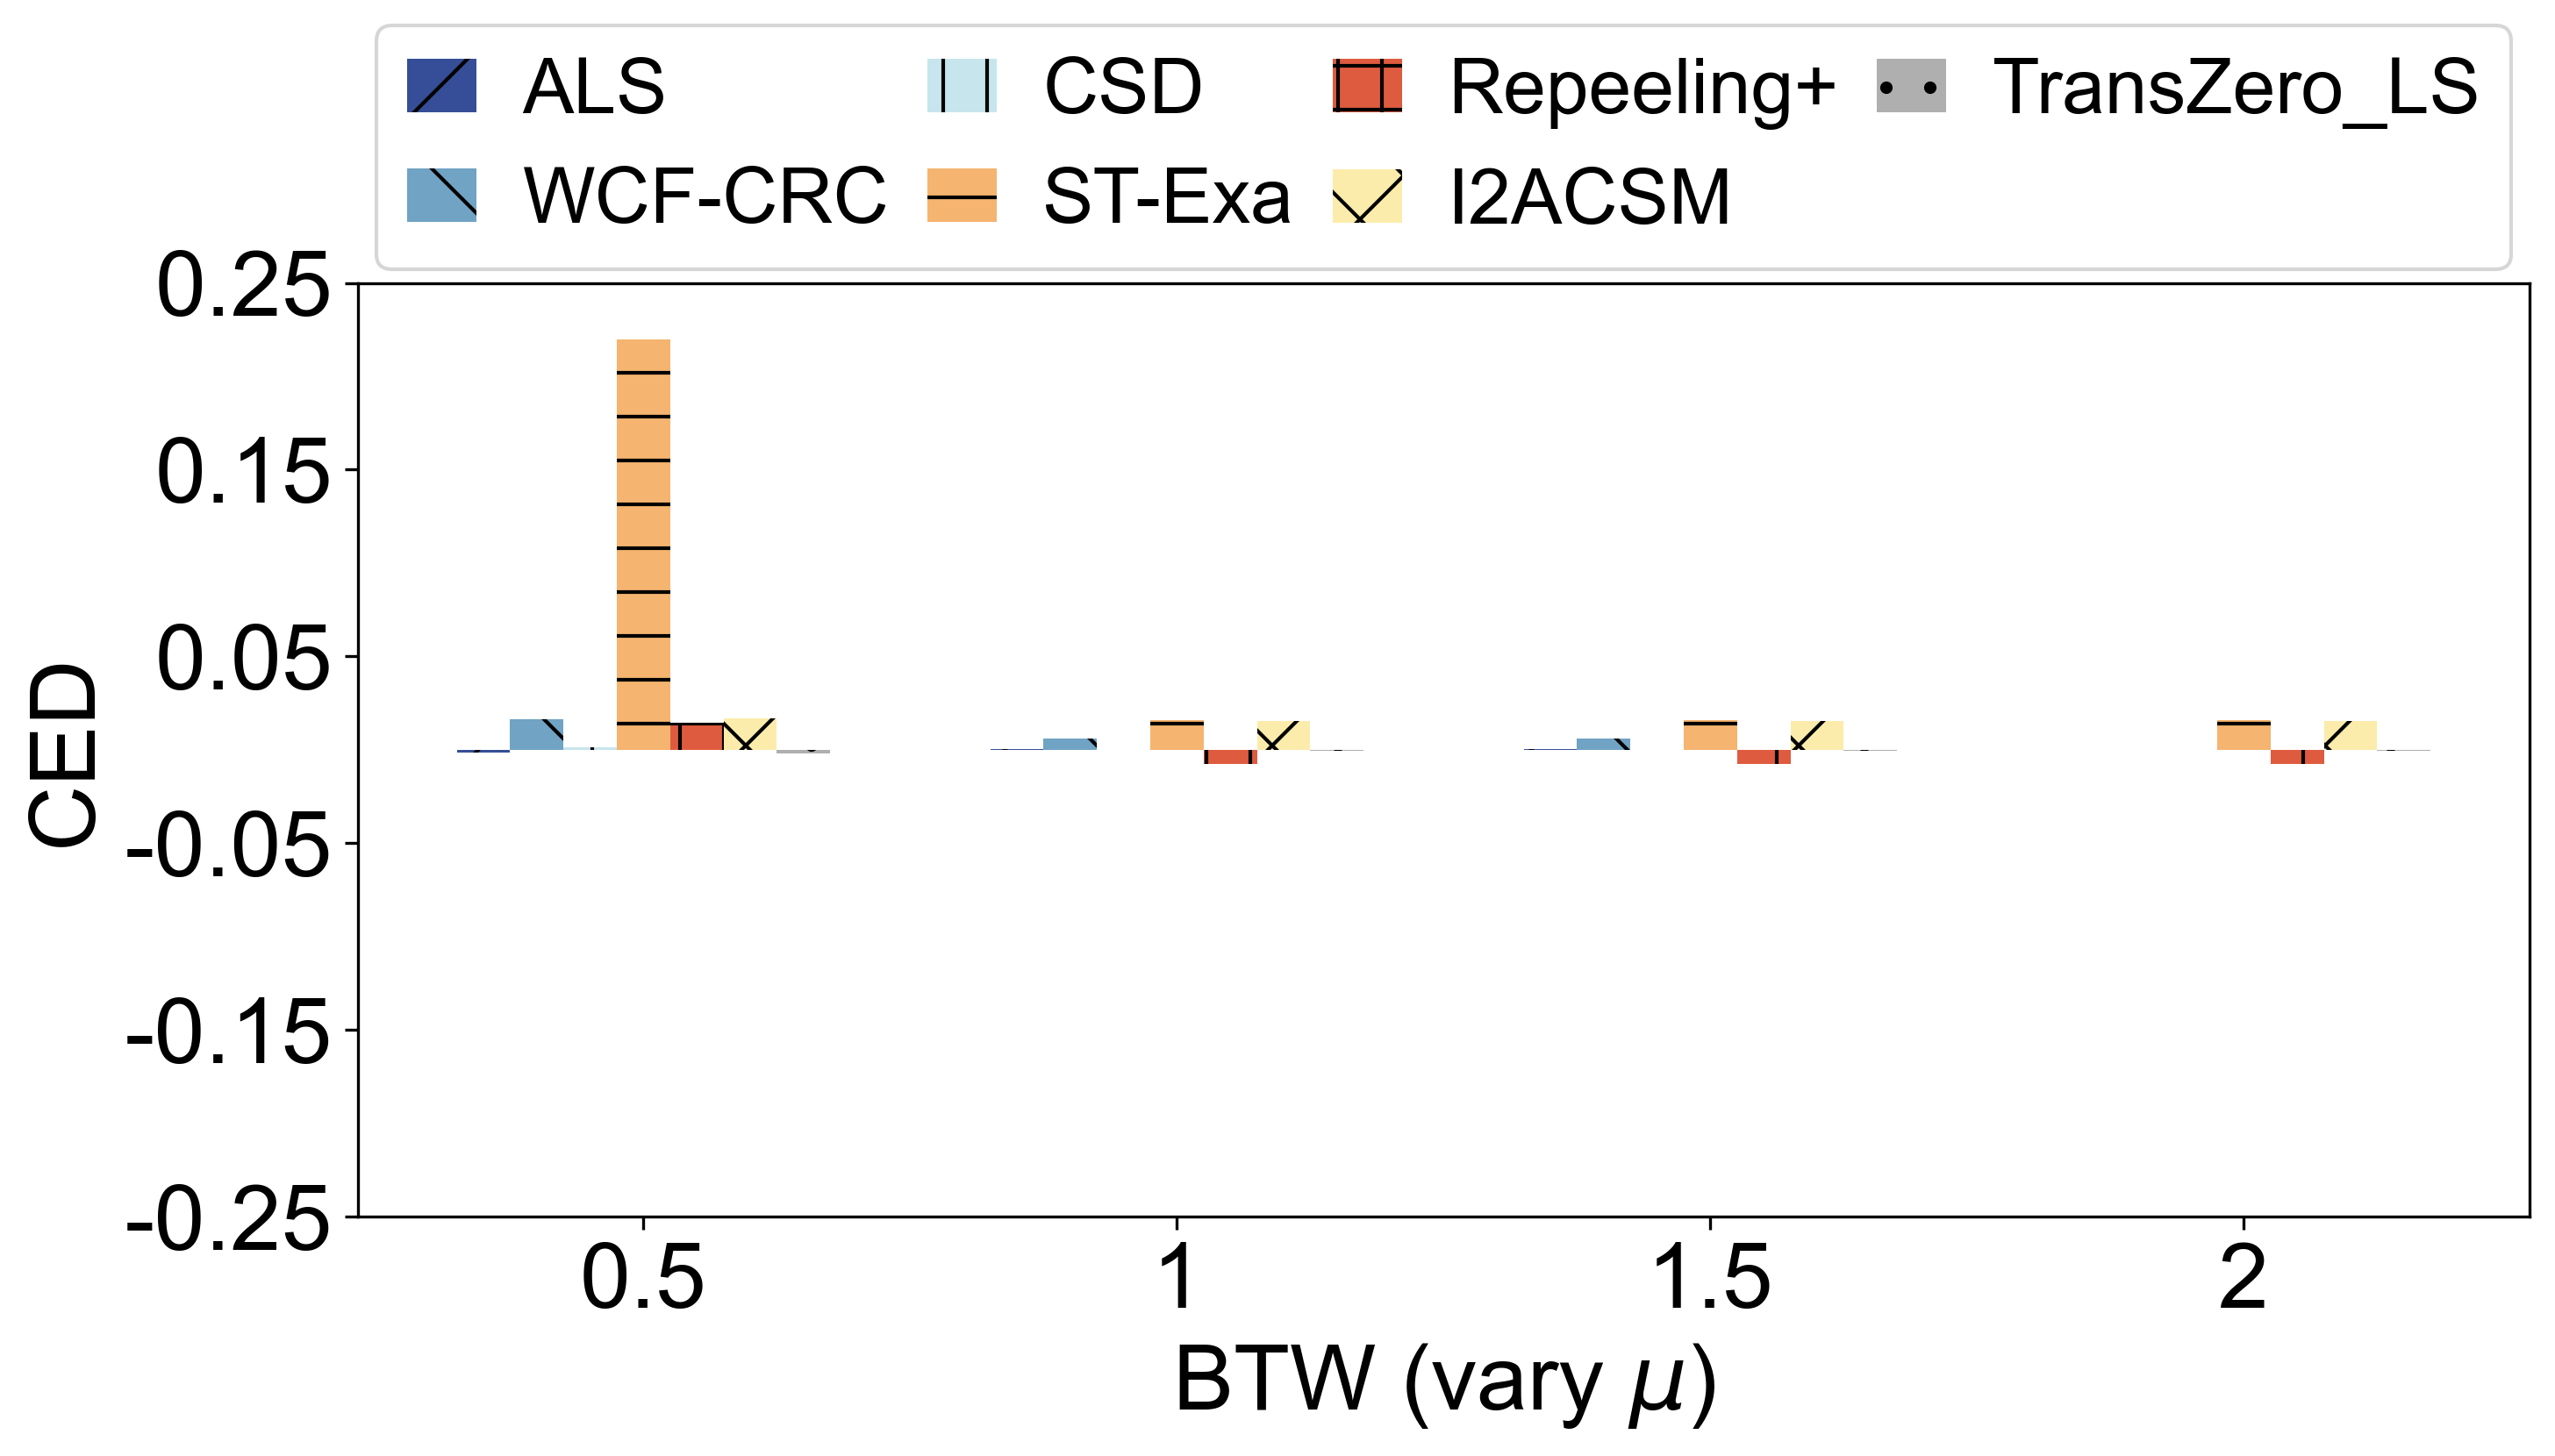 ALS CSD Repeeling+ TransZero_LS
WCF-CRC ST-Exa I2ACSM
0.25
0.15
0.05
-0.05
-0.15
-0.25
CED
0.5 1 1.5 2
BTW (vary μ)